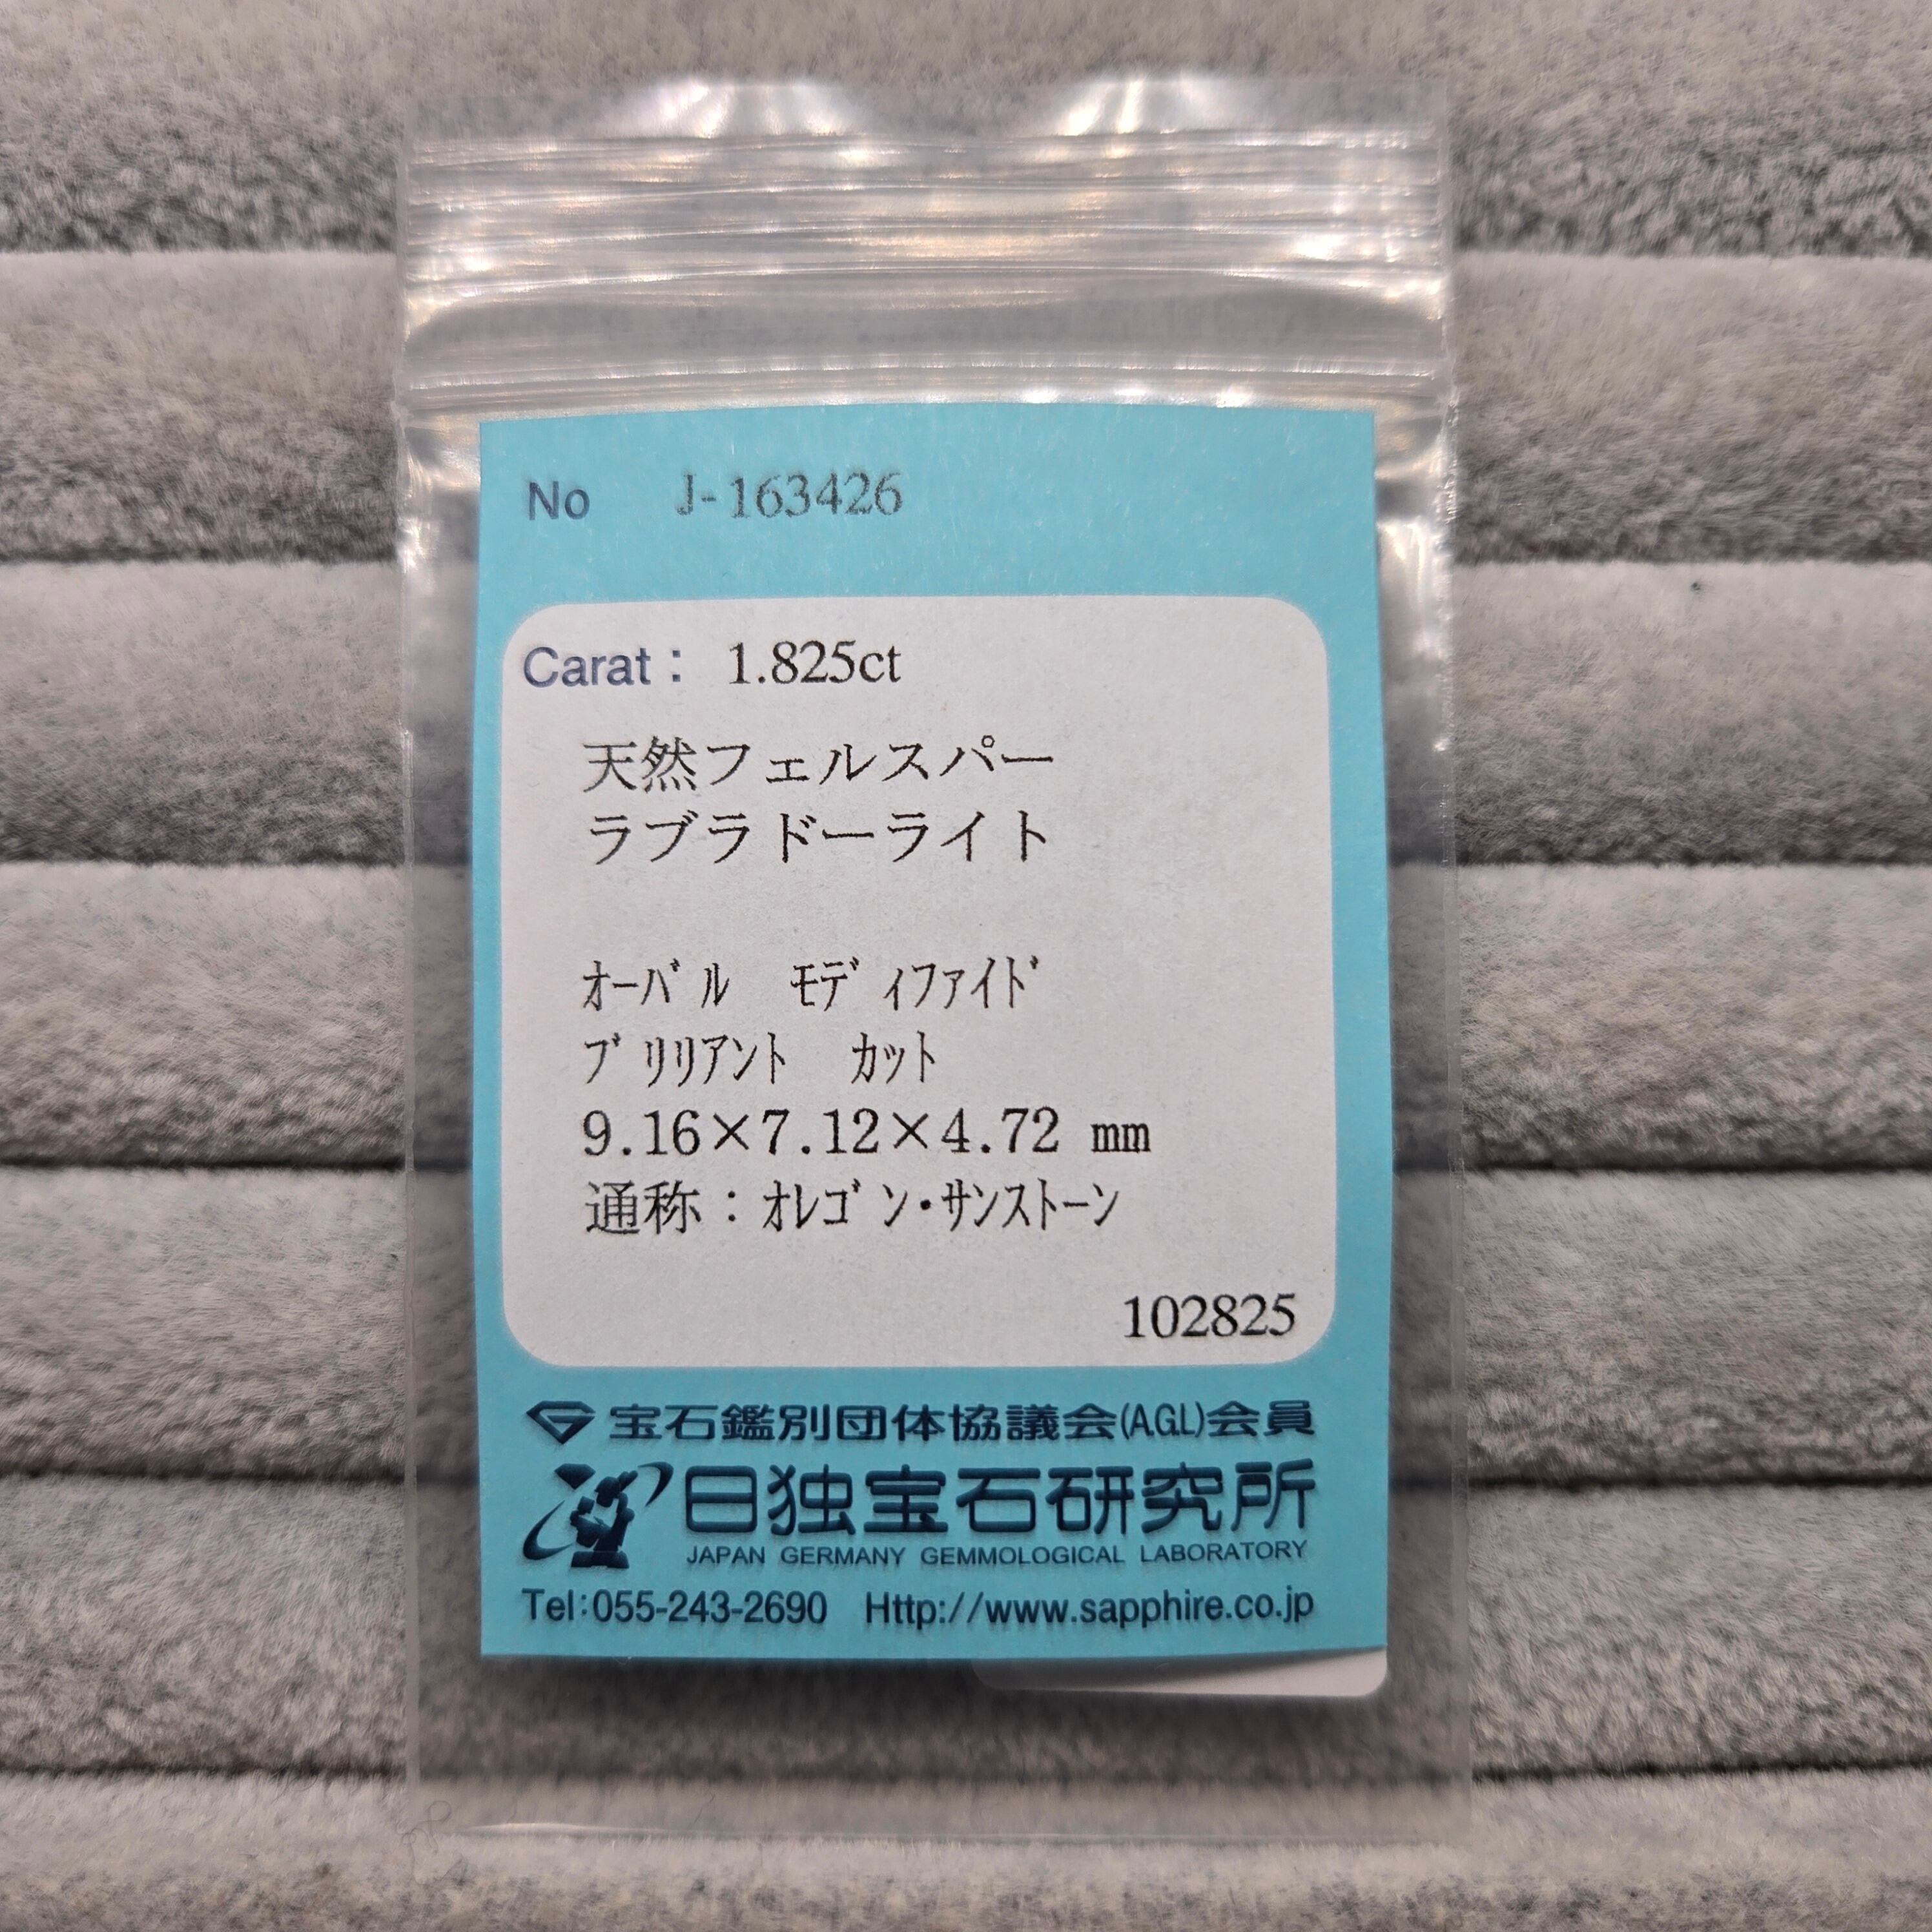 No J-163426
Carat： 1.825ct
天然フェルスパー
ラブラドーライト
ｵｰﾊﾞﾙ ﾓﾃﾞｨﾌｧｲﾄﾞ
ﾌﾞﾘﾘｱﾝﾄ ｶｯﾄ
9.16×7.12×4.72 mm
通称：ｵﾚｺﾞﾝ･ｻﾝｽﾄｰﾝ
102825
宝石鑑別団体協議会(AGL)会員
日独宝石研究所
JAPAN GERMANY GEMMOLOGICAL LABORATORY
Tel:055-243-2690 Http://www.sapphire.co.jp